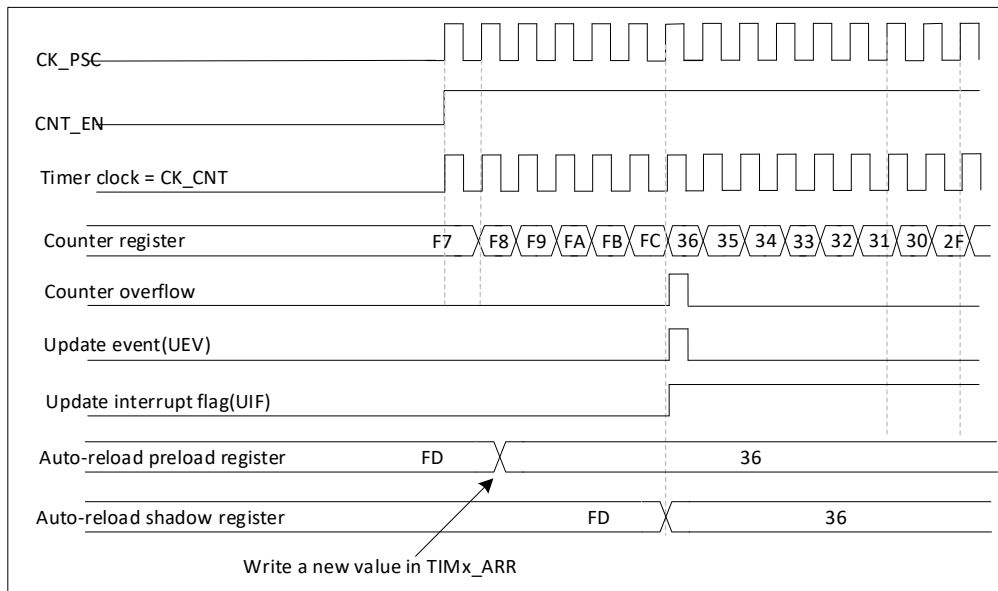 CK_PSC
CNT_EN
Timer clock = CK_CNT
Counter register F7 F8 F9 FA FB FC 36 35 34 33 32 31 30 2F
Counter overflow
Update event(UEV)
Update interrupt flag(UIF)
Auto-reload preload register FD 36
Auto-reload shadow register FD 36
Write a new value in TIMx_ARR